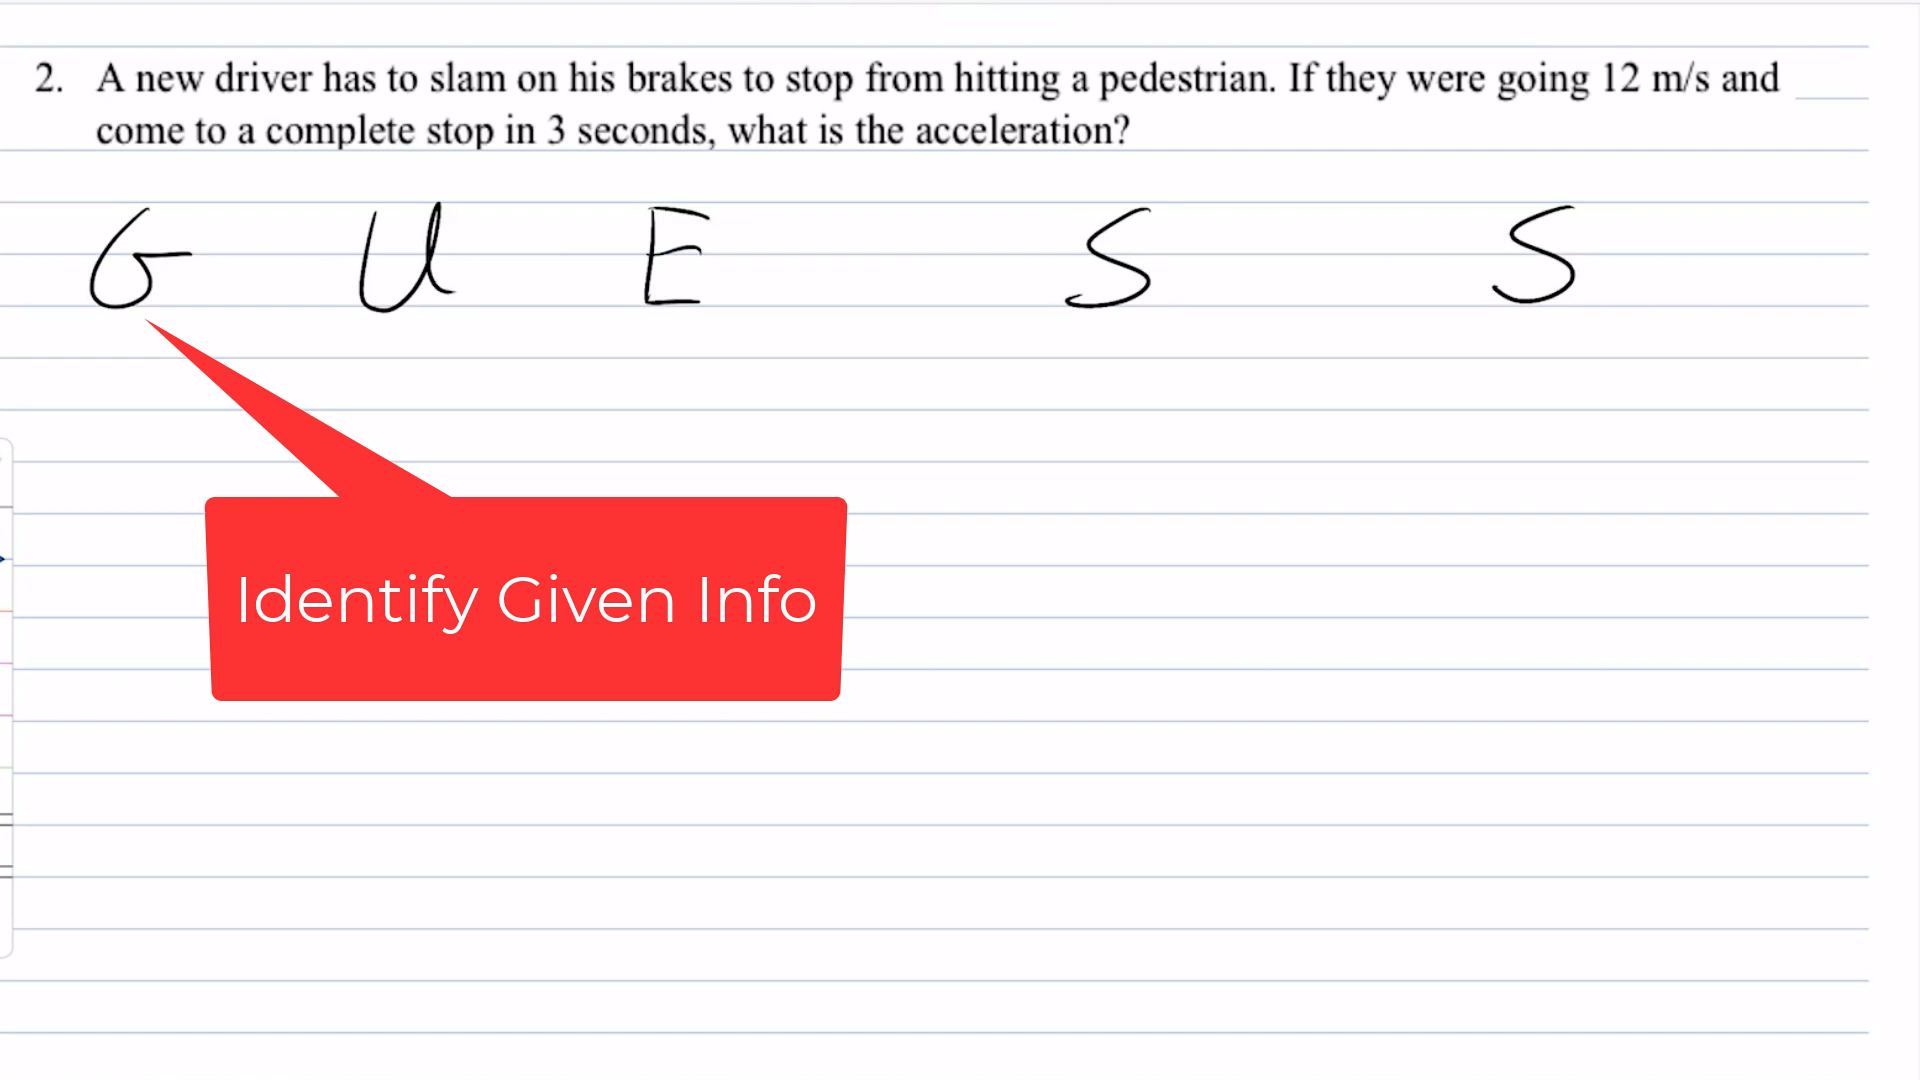 2. A new driver has to slam on his brakes to stop from hitting a pedestrian. If they were going 12 m/s and
come to a complete stop in 3 seconds, what is the acceleration?
G U E S S
Identify Given Info